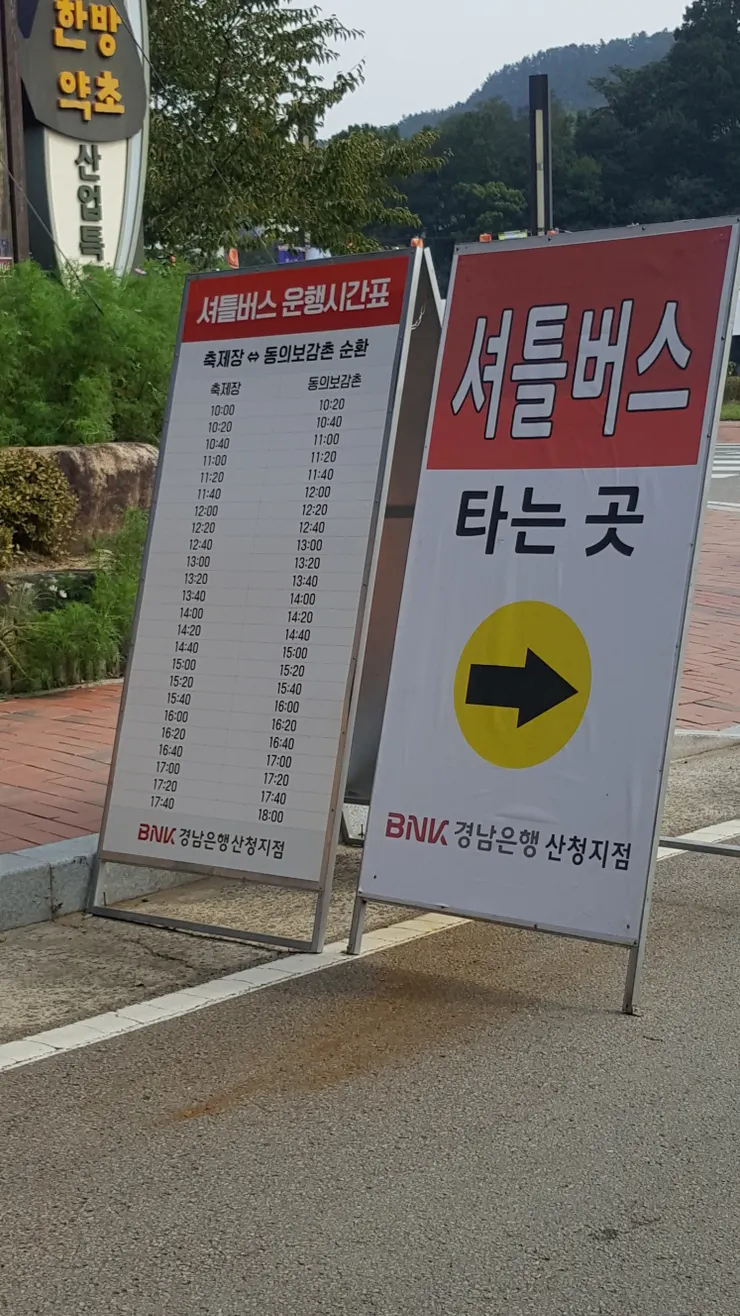 한방
약초
산업특
셔틀버스 운행시간표
축제장 ⇔ 동의보감촌 순환
축제장 동의보감촌
10:00 10:20
10:20 10:40
10:40 11:00
11:00 11:20
11:20 11:40
11:40 12:00
12:00 12:20
12:20 12:40
12:40 13:00
13:00 13:20
13:20 13:40
13:40 14:00
14:00 14:20
14:20 14:40
14:40 15:00
15:00 15:20
15:20 15:40
15:40 16:00
16:00 16:20
16:20 16:40
16:40 17:00
17:00 17:20
17:20 17:40
17:40 18:00
BNK 경남은행산청지점
셔틀버스
타는 곳
BNK 경남은행 산청지점